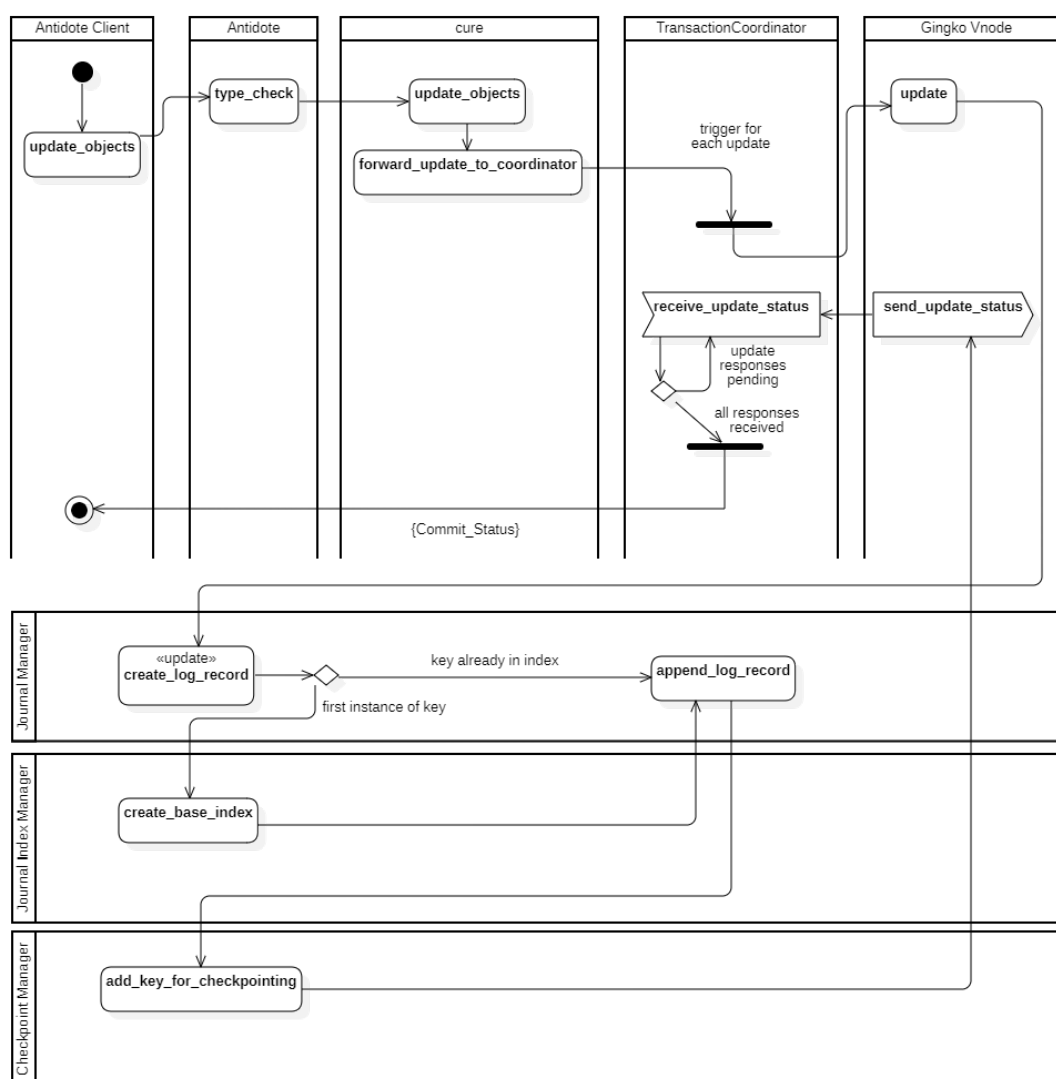 Antidote Client
Antidote
cure
TransactionCoordinator
Gingko Vnode
update_objects
type_check
update_objects
forward_update_to_coordinator
trigger for
each update
update
receive_update_status
send_update_status
update
responses
pending
all responses
received
{Commit_Status}
Journal Manager
«update»
create_log_record
key already in index
append_log_record
first instance of key
Journal Index Manager
create_base_index
Checkpoint Manager
add_key_for_checkpointing